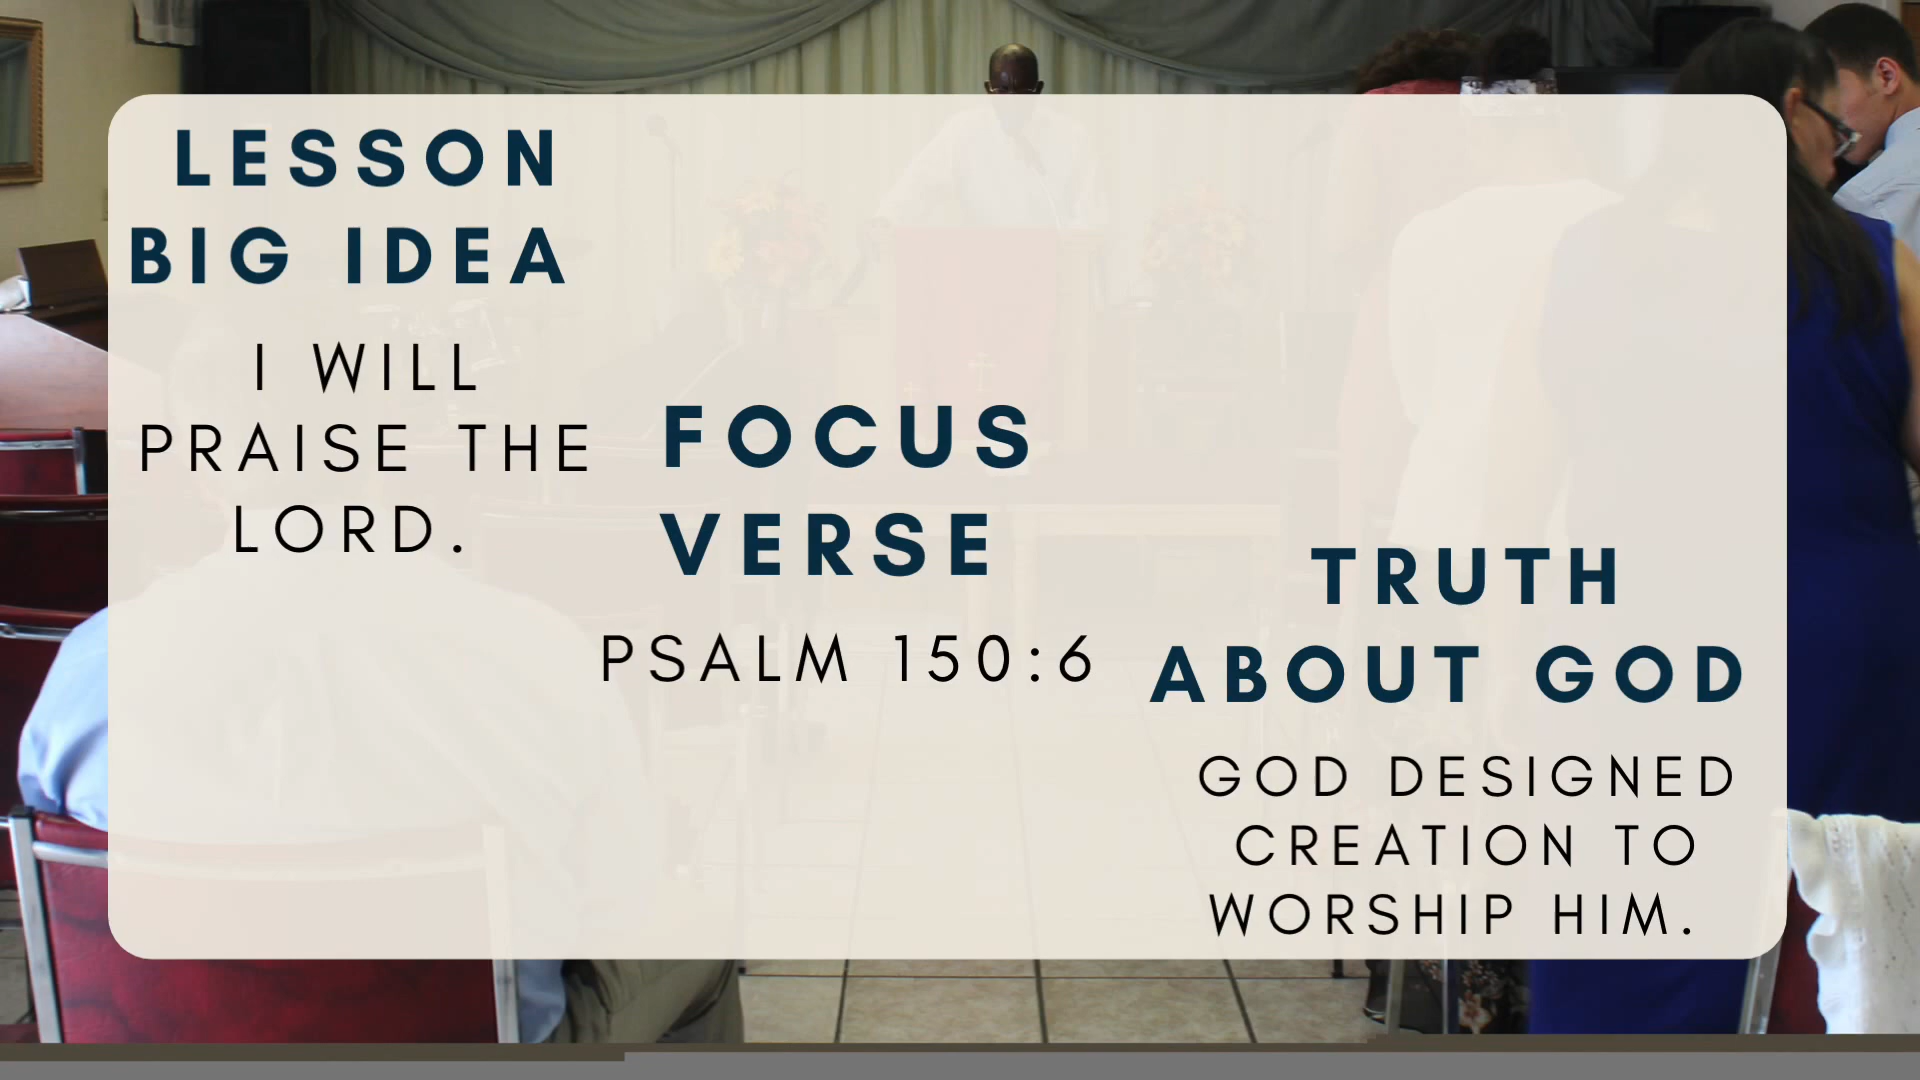 LESSON
BIG IDEA
I WILL
PRAISE THE
LORD.
FOCUS
VERSE
PSALM 150:6
TRUTH
ABOUT GOD
GOD DESIGNED
CREATION TO
WORSHIP HIM.